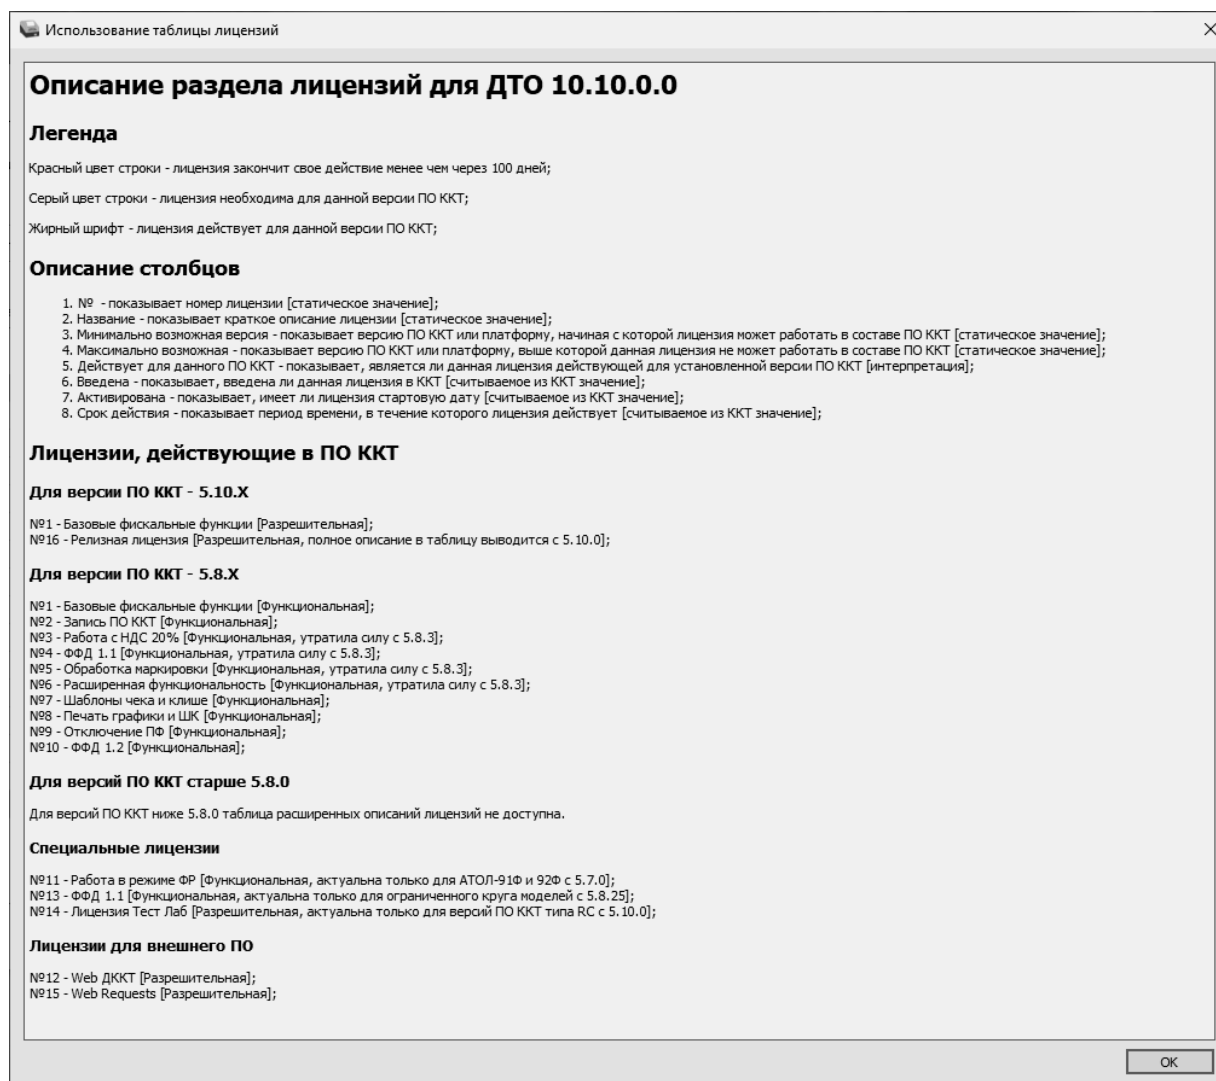 Использование таблицы лицензий
Описание раздела лицензий для ДТО 10.10.0.0
Легенда
Красный цвет строки - лицензия закончит свое действие менее чем через 100 дней;
Серый цвет строки - лицензия необходима для данной версии ПО ККТ;
Жирный шрифт - лицензия действует для данной версии ПО ККТ;
Описание столбцов
1. № - показывает номер лицензии [статическое значение];
2. Название - показывает краткое описание лицензии [статическое значение];
3. Минимально возможная версия - показывает версию ПО ККТ или платформу, начиная с которой лицензия может работать в составе ПО ККТ [статическое значение];
4. Максимально возможная - показывает версию ПО ККТ или платформу, выше которой данная лицензия не может работать в составе ПО ККТ [статическое значение];
5. Действует для данного ПО ККТ - показывает, является ли данная лицензия действующей для установленной версии ПО ККТ [интерпретация];
6. Введена - показывает, введена ли данная лицензия в ККТ [считываемое из ККТ значение];
7. Активирована - показывает, имеет ли лицензия стартовую дату [считываемое из ККТ значение];
8. Срок действия - показывает период времени, в течение которого лицензия действует [считываемое из ККТ значение];
Лицензии, действующие в ПО ККТ
Для версии ПО ККТ - 5.10.X
№1 - Базовые фискальные функции [Разрешительная];
№16 - Релизная лицензия [Разрешительная, полное описание в таблицу выводится с 5.10.0];
Для версии ПО ККТ - 5.8.X
№1 - Базовые фискальные функции [Функциональная];
№2 - Запись ПО ККТ [Функциональная];
№3 - Работа с НДС 20% [Функциональная, утратила силу с 5.8.3];
№4 - ФФД 1.1 [Функциональная, утратила силу с 5.8.3];
№5 - Обработка маркировки [Функциональная, утратила силу с 5.8.3];
№6 - Расширенная функциональность [Функциональная, утратила силу с 5.8.3];
№7 - Шаблоны чека и клише [Функциональная];
№8 - Печать графики и ШК [Функциональная];
№9 - Отключение ПФ [Функциональная];
№10 - ФФД 1.2 [Функциональная];
Для версий ПО ККТ старше 5.8.0
Для версий ПО ККТ ниже 5.8.0 таблица расширенных описаний лицензий не доступна.
Специальные лицензии
№11 - Работа в режиме ФР [Функциональная, актуальна только для АТОЛ-91Ф и 92Ф с 5.7.0];
№13 - ФФД 1.1 [Функциональная, актуальна только для ограниченного круга моделей с 5.8.25];
№14 - Лицензия Тест Лаб [Разрешительная, актуальна только для версий ПО ККТ типа RC с 5.10.0];
Лицензии для внешнего ПО
№12 - Web ДККТ [Разрешительная];
№15 - Web Requests [Разрешительная];
OK